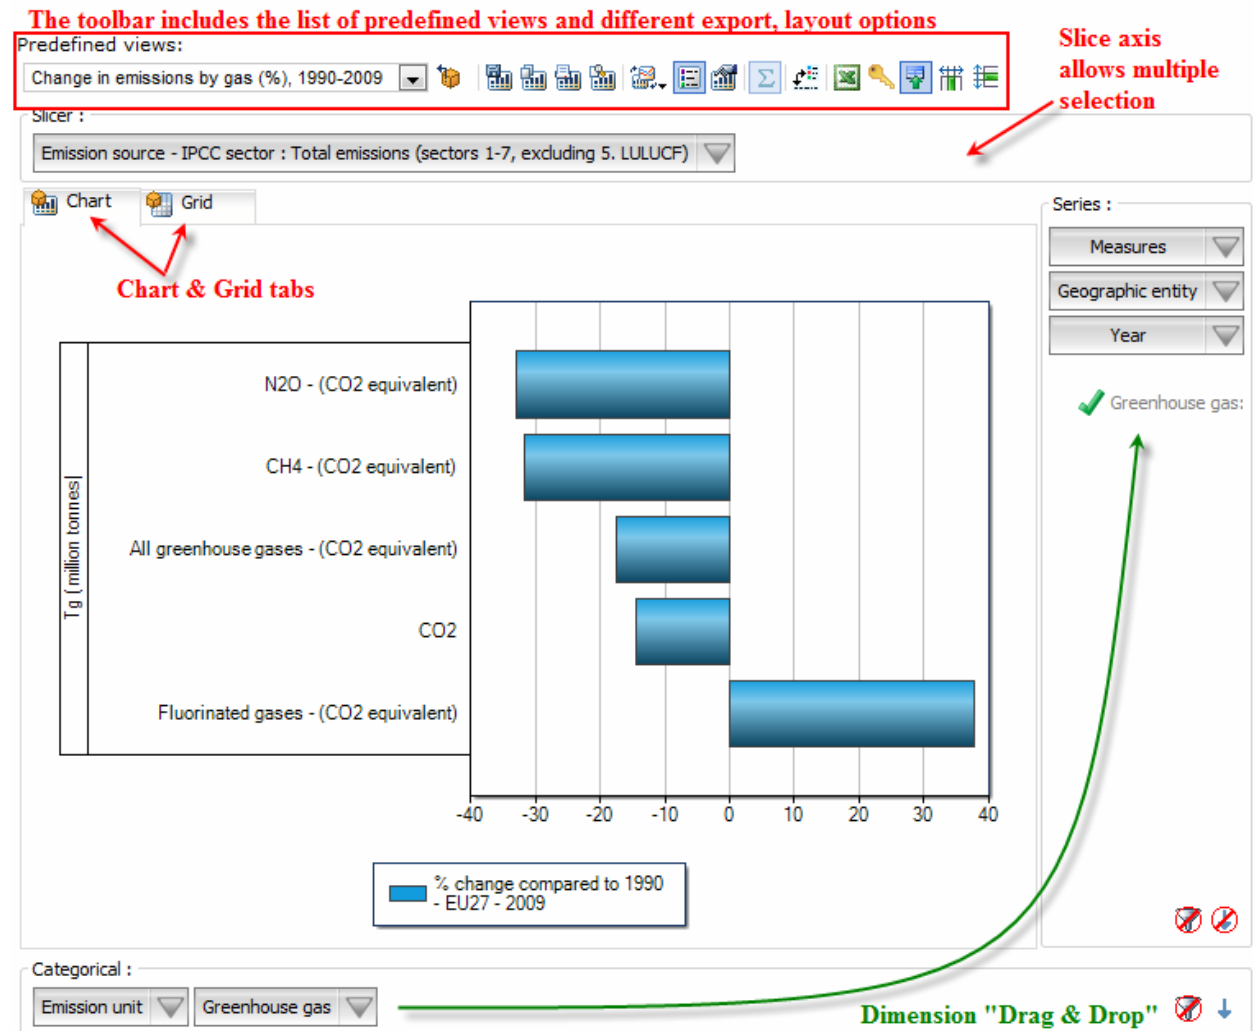 The toolbar includes the list of predefined views and different export, layout options
Predefined views:
Change in emissions by gas (%), 1990-2009
Slice axis
allows multiple
selection
Slicer :
Emission source - IPCC sector : Total emissions (sectors 1-7, excluding 5. LULUCF)
Chart
Grid
Chart & Grid tabs
Series :
Measures
Geographic entity
Year
Greenhouse gas:
Tg (million tonnes)
N2O - (CO2 equivalent)
CH4 - (CO2 equivalent)
All greenhouse gases - (CO2 equivalent)
CO2
Fluorinated gases - (CO2 equivalent)
-40 -30 -20 -10 0 10 20 30 40
% change compared to 1990
- EU27 - 2009
Categorical :
Emission unit
Greenhouse gas
Dimension "Drag & Drop"